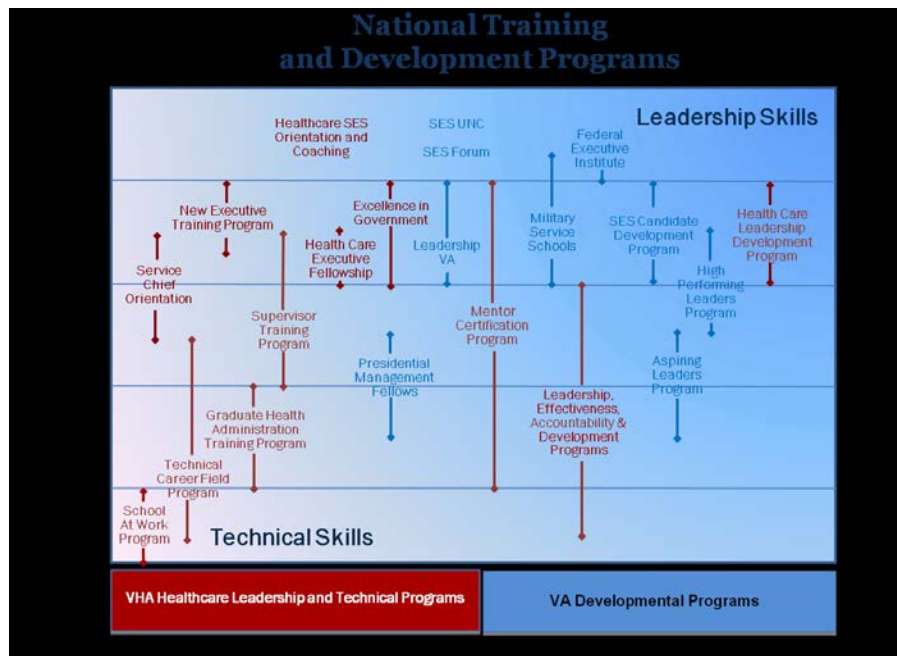 National Training
and Development Programs
Leadership Skills
Healthcare SES
Orientation and
Coaching
SES UNC
SES Forum
Federal
Executive
Institute
New Executive
Training Program
Excellence in
Government
Military
Service
Schools
SES Candidate
Development
Program
Health Care
Leadership
Development
Program
Health Care
Executive
Fellowship
Leadership
VA
Service
Chief
Orientation
High
Performing
Leaders
Program
Supervisor
Training
Program
Mentor
Certification
Program
Presidential
Management
Fellows
Aspiring
Leaders
Program
Leadership,
Effectiveness,
Accountability &
Development
Programs
Graduate Health
Administration
Training Program
Technical
Career Field
Program
School
At Work
Program
Technical Skills
VHA Healthcare Leadership and Technical Programs
VA Developmental Programs